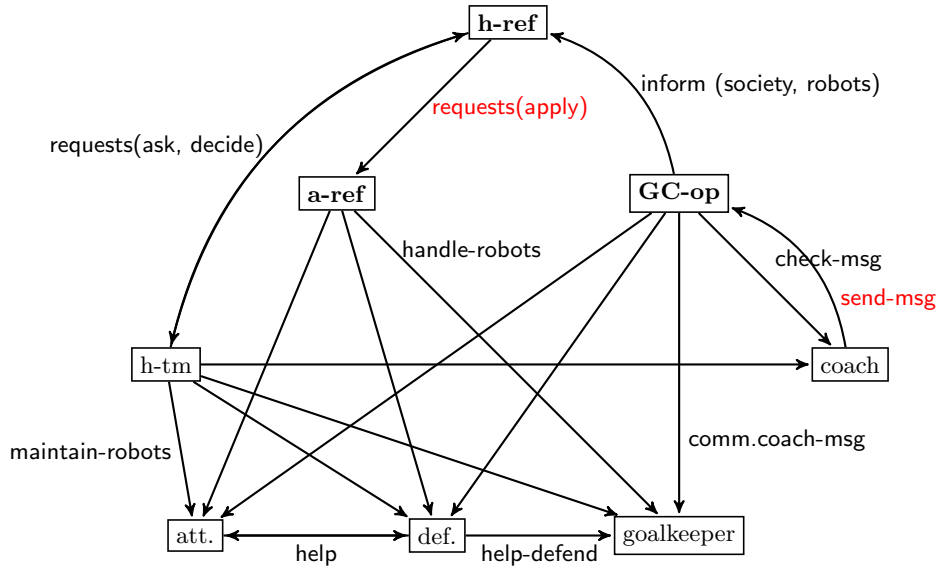 h-ref
inform (society, robots)
requests(apply)
requests(ask, decide)
a-ref
GC-op
handle-robots
check-msg
send-msg
h-tm
coach
comm.coach-msg
maintain-robots
att.
def.
goalkeeper
help
help-defend